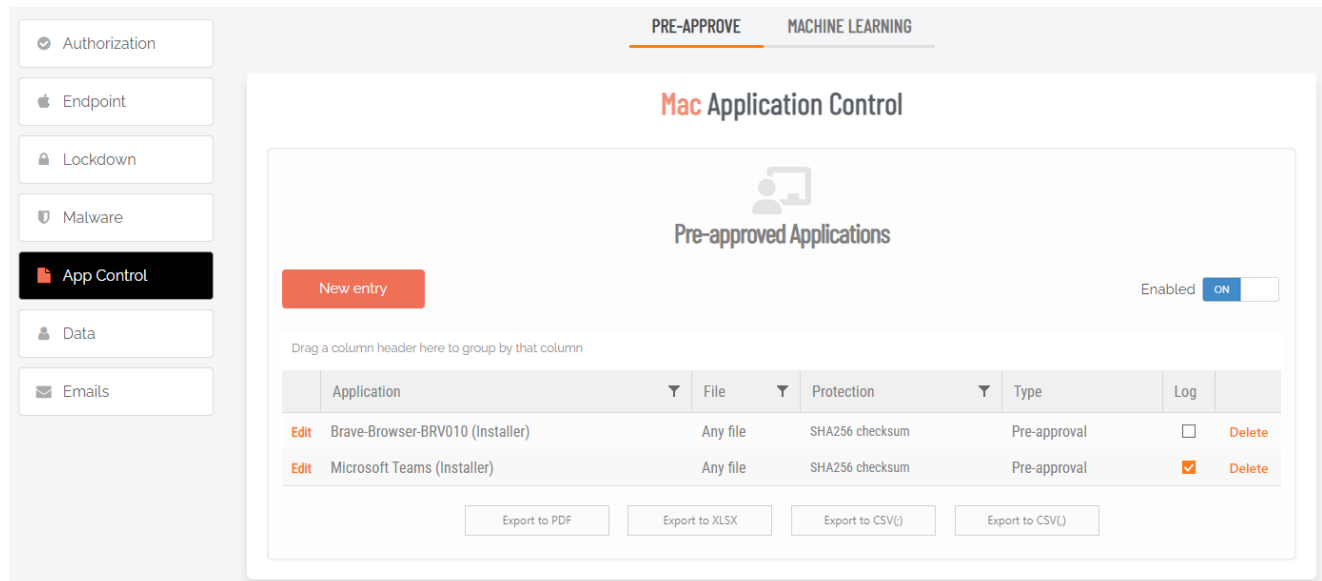 PRE-APPROVE MACHINE LEARNING
Authorization
Endpoint
Lockdown
Malware
App Control
Data
Emails
Mac Application Control
Pre-approved Applications
New entry Enabled ON
Drag a column header here to group by that column
Application File Protection Type Log
Edit Brave-Browser-BRV010 (Installer) Any file SHA256 checksum Pre-approval Delete
Edit Microsoft Teams (Installer) Any file SHA256 checksum Pre-approval Delete
Export to PDF Export to XLSX Export to CSV(;) Export to CSV(,)